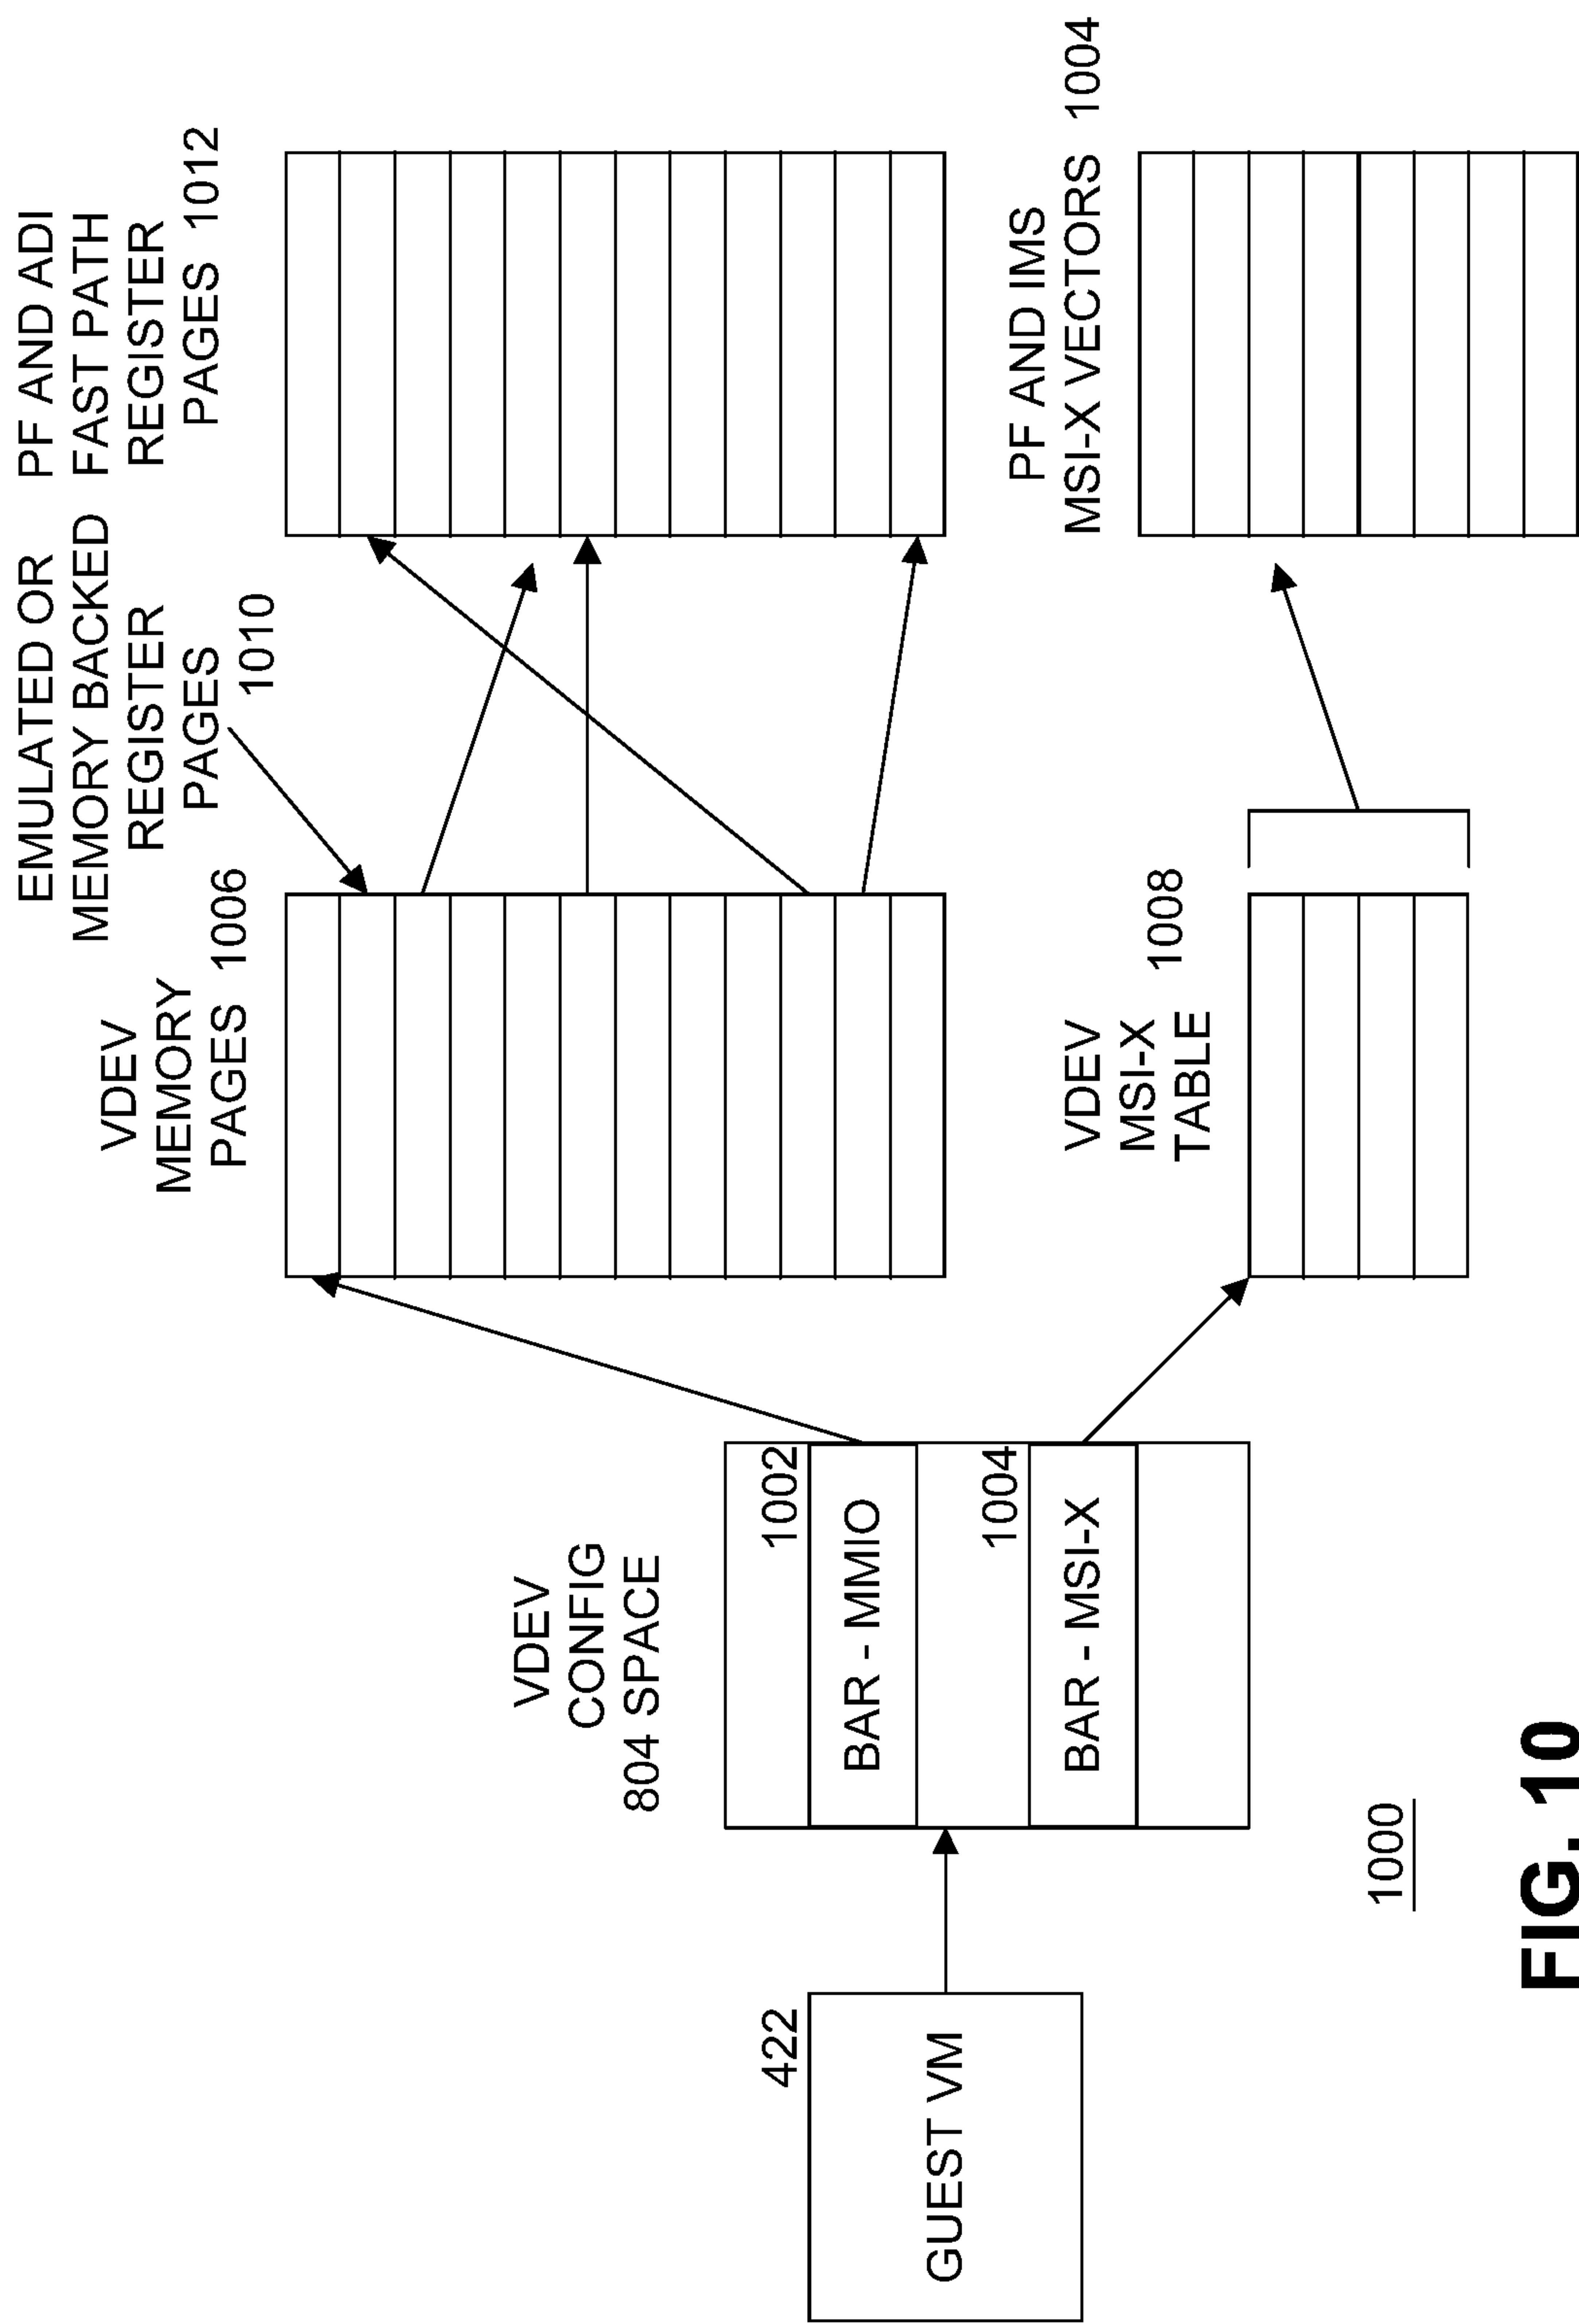 EMULATED OR
MEMORY BACKED
REGISTER
PAGES
1010
PF AND ADI
FAST PATH
REGISTER
PAGES 1012
VDEV
MEMORY
PAGES 1006
VDEV
CONFIG
804 SPACE
1002
BAR - MMIO
1004
BAR - MSI-X
422
GUEST VM
VDEV
MSI-X 1008
TABLE
PF AND IMS
MSI-X VECTORS 1004
1000
FIG. 10